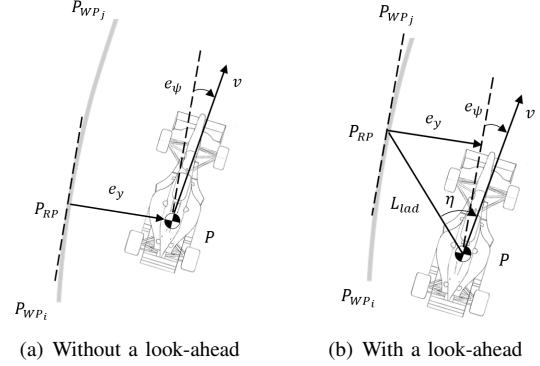 P_{WP_j}
e_ψ
v
P_{RP}
e_y
P
P_{WP_i}
(a) Without a look-ahead
P_{WP_j}
e_y
e_ψ
v
P_{RP}
L_{lad}
η
P
P_{WP_i}
(b) With a look-ahead